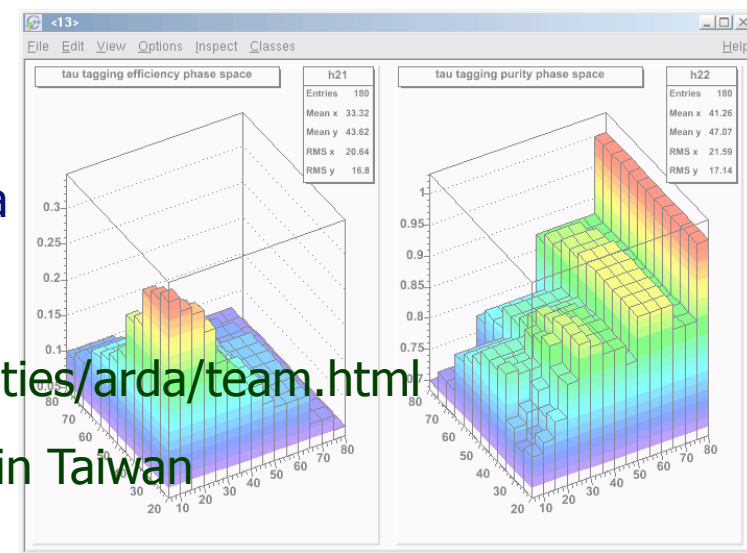 <13>
File Edit View Options Inspect Classes Help
tau tagging efficiency phase space
h21
Entries 180
Mean x 33.32
Mean y 43.62
RMS x 20.64
RMS y 16.8
0.3
0.25
0.2
0.15
0.1
80
70
60
50
40
30
20
10
20
30
40
50
60
70
80
tau tagging purity phase space
h22
Entries 180
Mean x 41.26
Mean y 47.07
RMS x 21.59
RMS y 17.14
1
0.95
0.9
0.85
0.8
0.75
0.7
80
70
60
50
40
30
20
10
20
30
40
50
60
70
80
a
ties/arda/team.html
in Taiwan